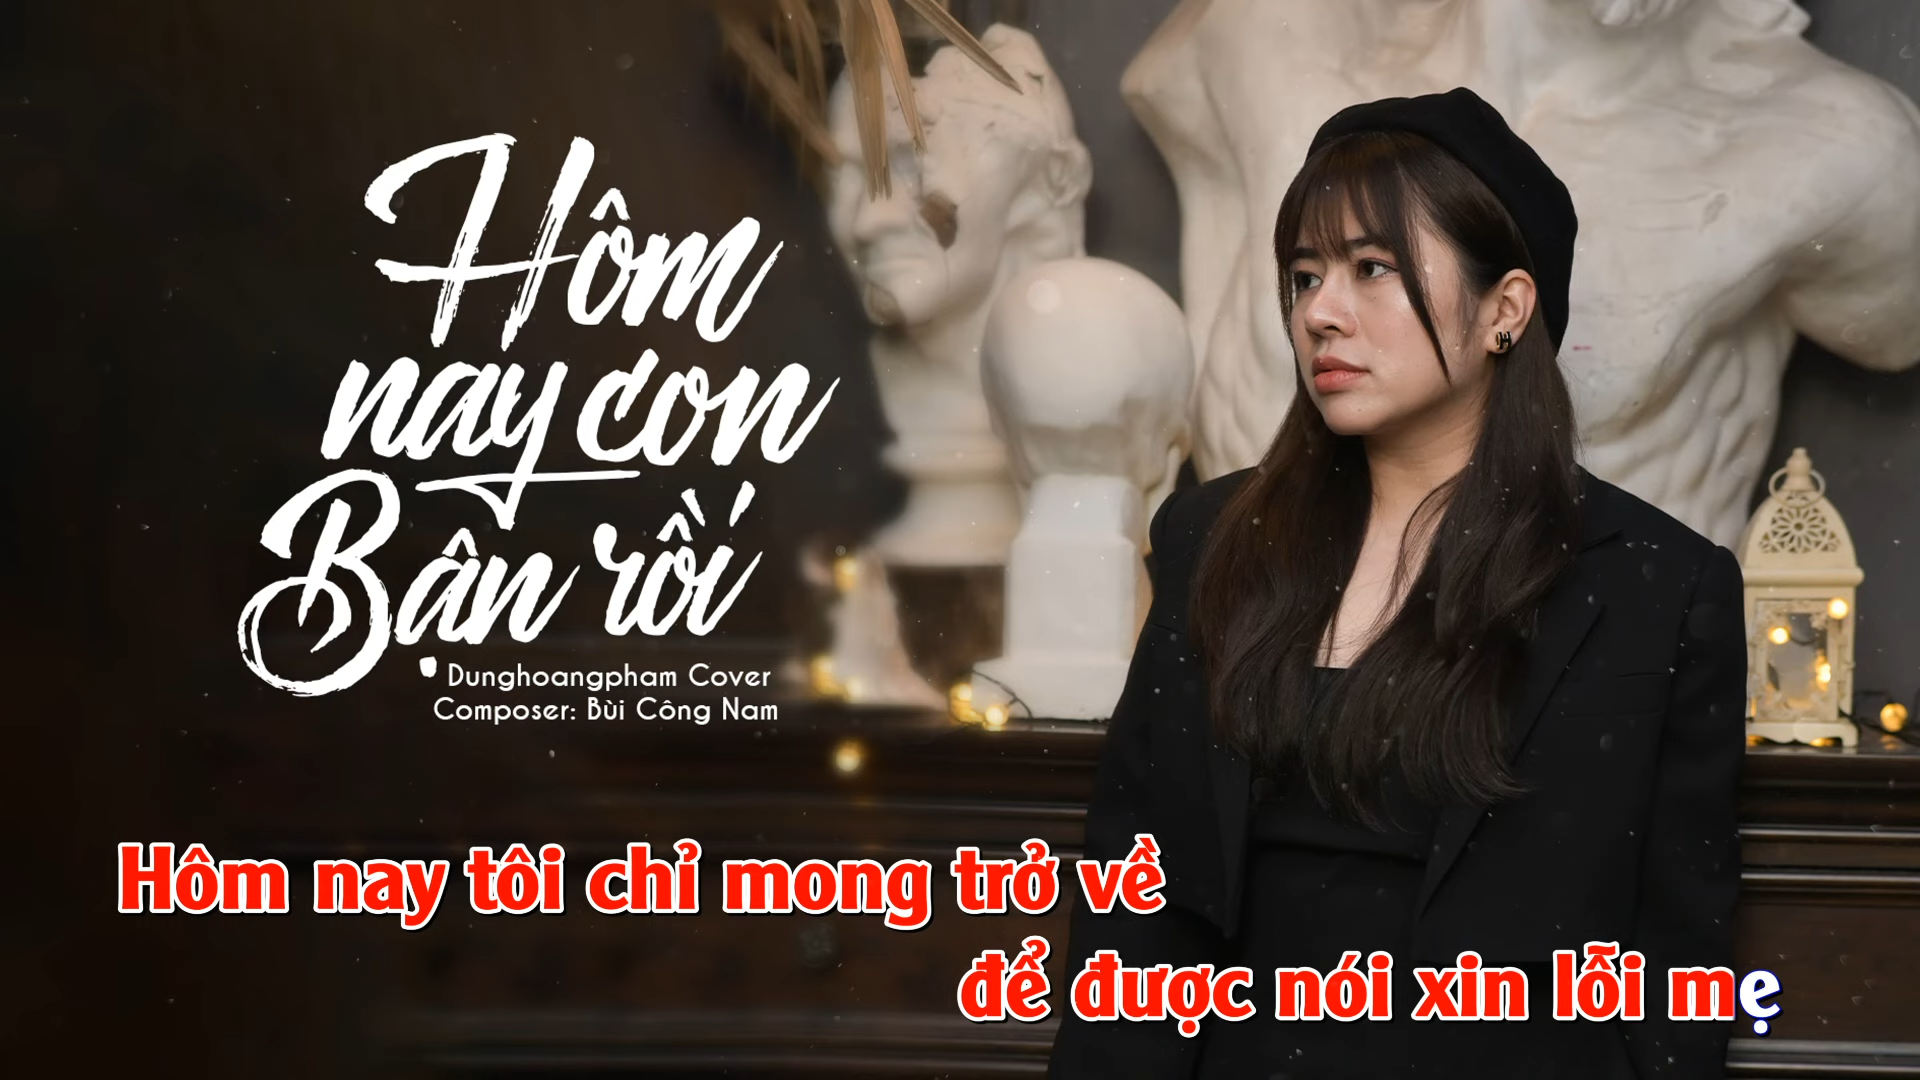 Hôm
nay con
Bận rồi
Dunghoangpham Cover
Composer: Bùi Công Nam
Hôm nay tôi chỉ mong trở về
để được nói xin lỗi mẹ